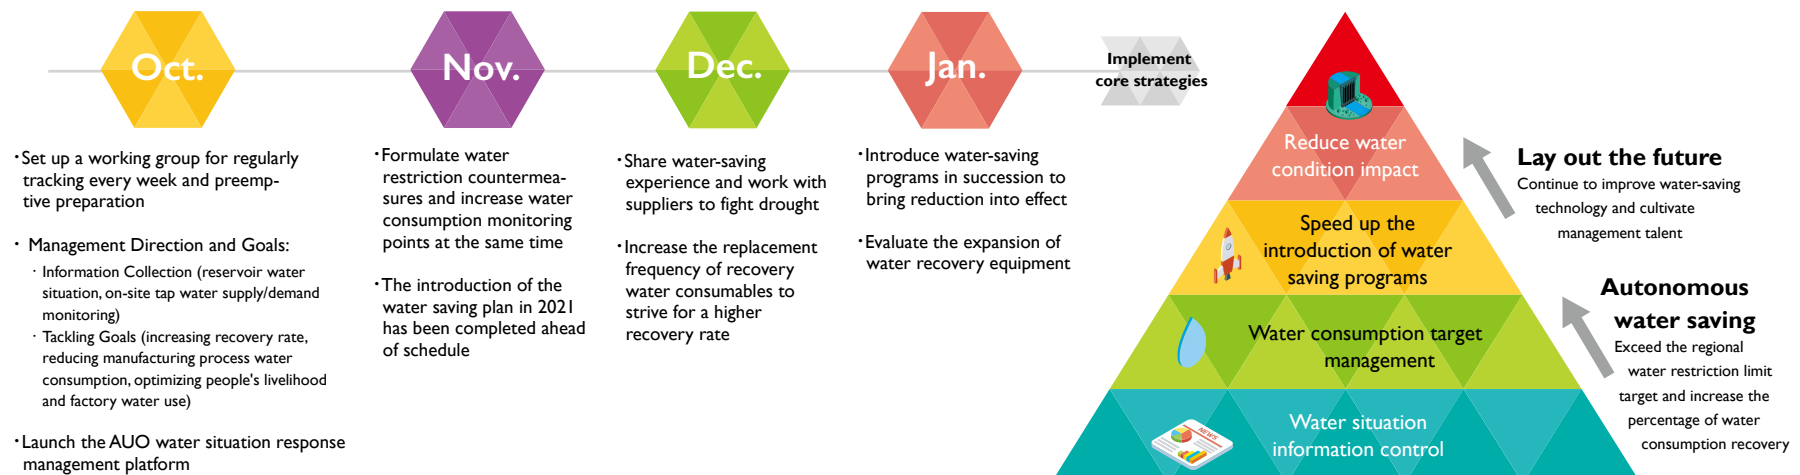 Oct.
·Set up a working group for regularly
tracking every week and preemp-
tive preparation
· Management Direction and Goals:
· Information Collection (reservoir water
situation, on-site tap water supply/demand
monitoring)
· Tackling Goals (increasing recovery rate,
reducing manufacturing process water
consumption, optimizing people's livelihood
and factory water use)
·Launch the AUO water situation response
management platform
Nov.
·Formulate water
restriction countermea-
sures and increase water
consumption monitoring
points at the same time
·The introduction of the
water saving plan in 2021
has been completed ahead
of schedule
Dec.
·Share water-saving
experience and work with
suppliers to fight drought
·Increase the replacement
frequency of recovery
water consumables to
strive for a higher
recovery rate
Jan.
·Introduce water-saving
programs in succession to
bring reduction into effect
·Evaluate the expansion of
water recovery equipment
Implement
core strategies
Reduce water
condition impact
Speed up the
introduction of water
saving programs
Water consumption target
management
NEWS
Water situation
information control
Lay out the future
Continue to improve water-saving
technology and cultivate
management talent
Autonomous
water saving
Exceed the regional
water restriction limit
target and increase the
percentage of water
consumption recovery